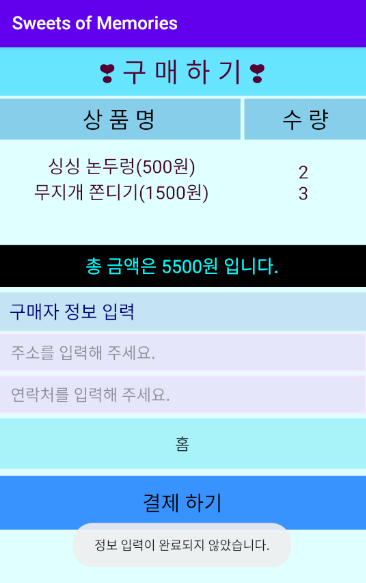 Sweets of Memories
❣ 구 매 하 기 ❣
상 품 명 수 량
싱싱 논두렁(500원) 2
무지개 쫀디기(1500원) 3
총 금액은 5500원 입니다.
구매자 정보 입력
주소를 입력해 주세요.
연락처를 입력해 주세요.
홈
결제 하기
정보 입력이 완료되지 않았습니다.